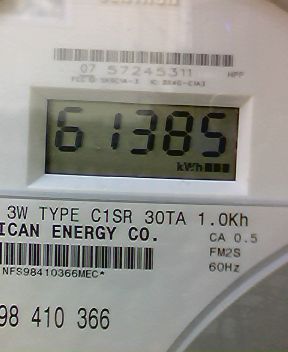 07 57245311 HPP
61385
kWh
3W TYPE C1SR 30TA 1.0Kh
ICAN ENERGY CO. CA 0.5
FM2S
NFS98410366MEC* 60Hz
98 410 366